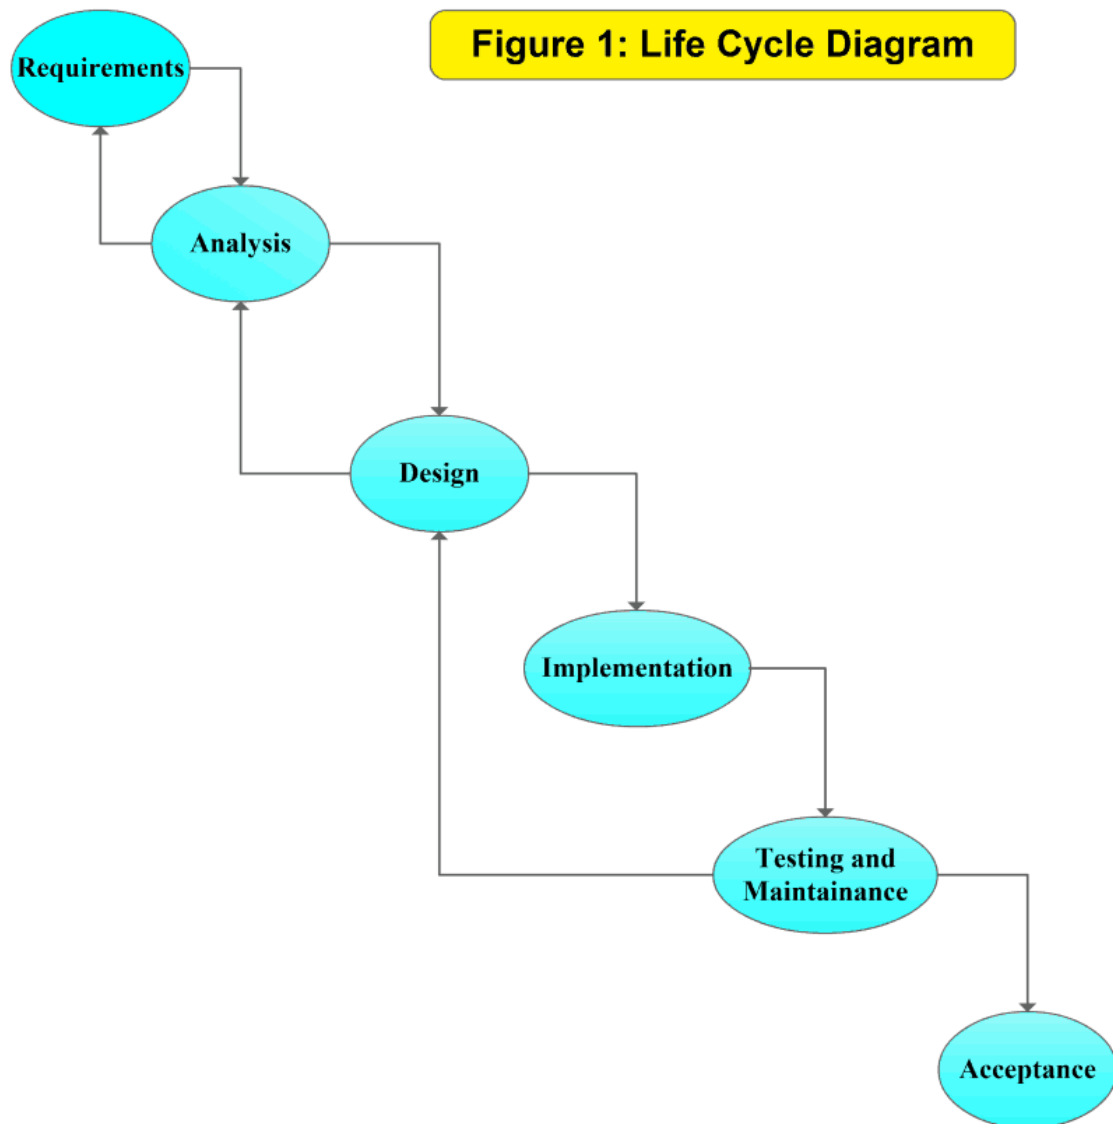 Figure 1: Life Cycle Diagram
Requirements
Analysis
Design
Implementation
Testing and
Maintainance
Acceptance